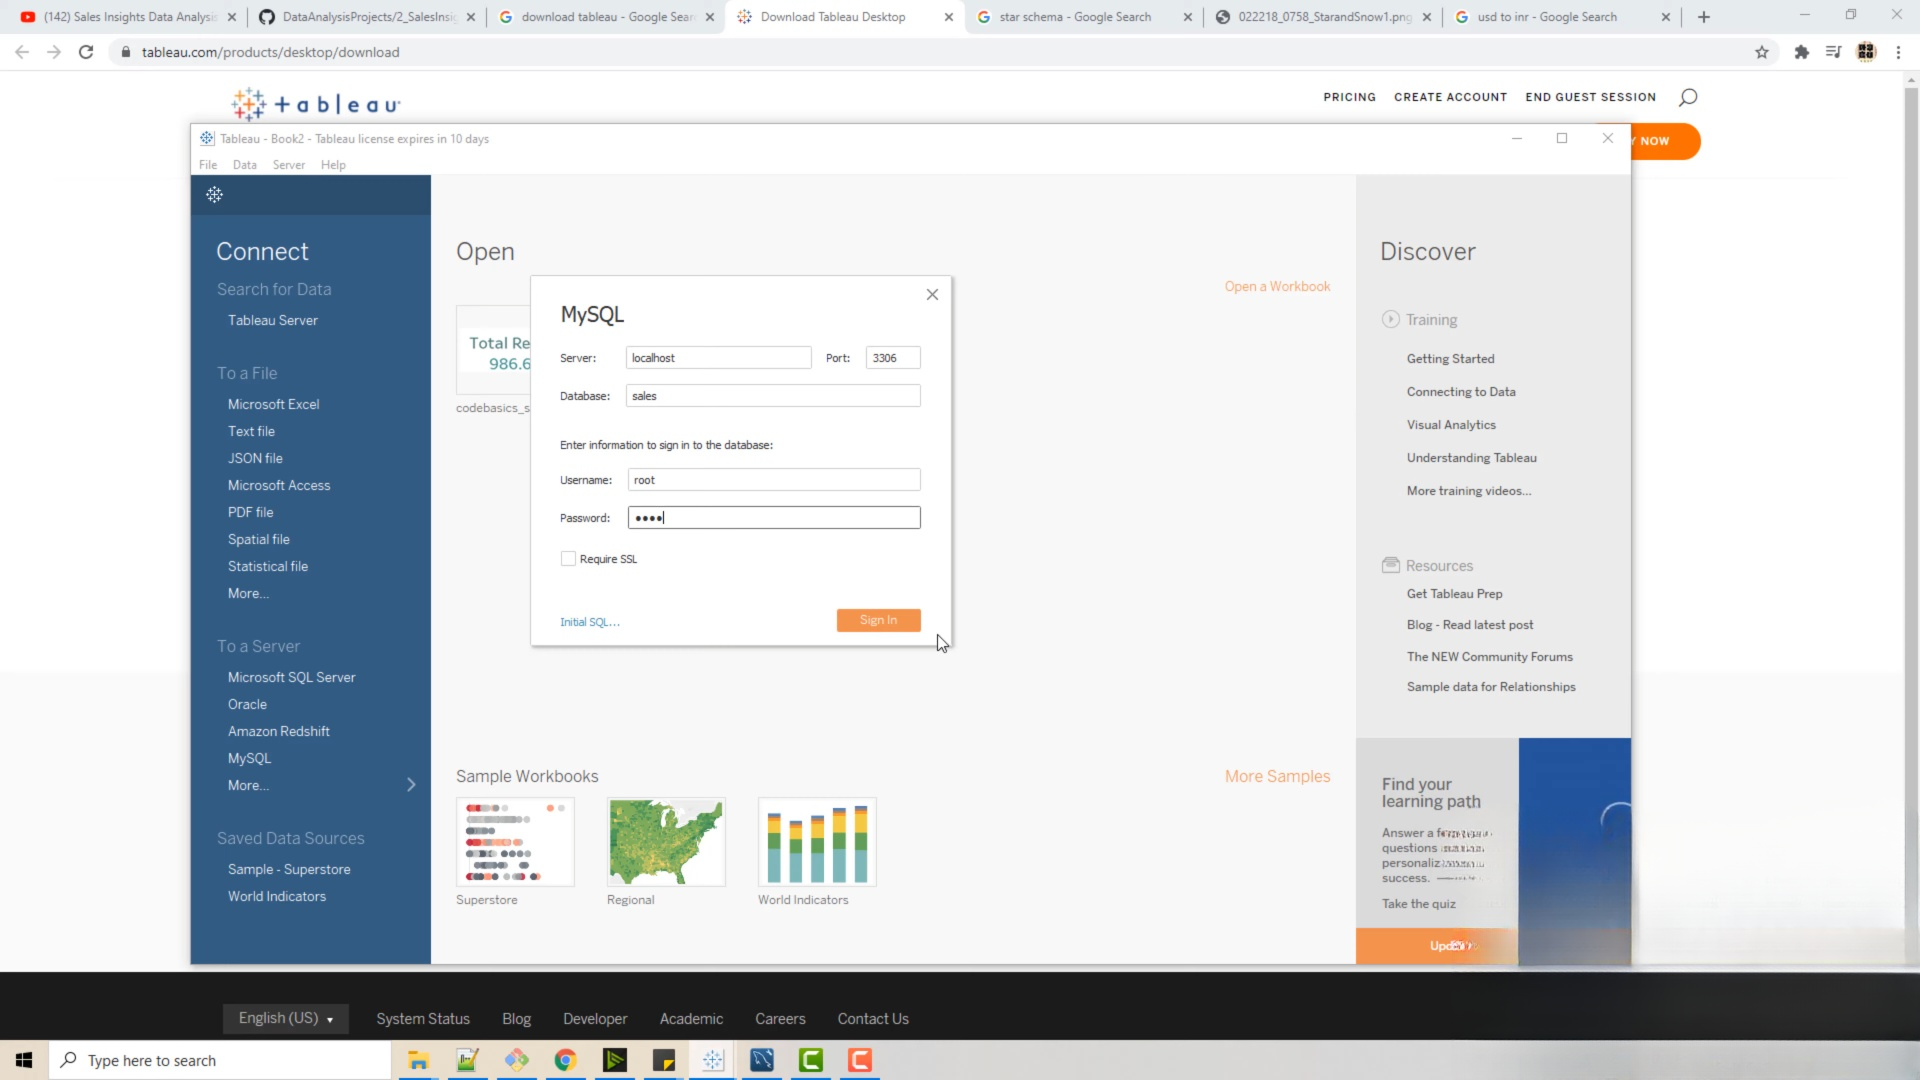 (142) Sales Insights Data Analysis
DataAnalysisProjects/2_SalesInsi
download tableau - Google Sear
Download Tableau Desktop
star schema - Google Search
022218_0758_StarandSnow1.png
usd to inr - Google Search
tableau.com/products/desktop/download
+ a b l e a u
PRICING
CREATE ACCOUNT
END GUEST SESSION
Y NOW
Tableau - Book2 - Tableau license expires in 10 days
File Data Server Help
Connect
Search for Data
Tableau Server
To a File
Microsoft Excel
Text file
JSON file
Microsoft Access
PDF file
Spatial file
Statistical file
More...
To a Server
Microsoft SQL Server
Oracle
Amazon Redshift
MySQL
More...
Saved Data Sources
Sample - Superstore
World Indicators
Open
Open a Workbook
Total Re
986.6
codebasics_s
MySQL
Server: localhost Port: 3306
Database: sales
Enter information to sign in to the database:
Username: root
Password: ••••
Require SSL
Initial SQL...
Sign In
Sample Workbooks
More Samples
Superstore
Regional
World Indicators
Discover
Training
Getting Started
Connecting to Data
Visual Analytics
Understanding Tableau
More training videos...
Resources
Get Tableau Prep
Blog - Read latest post
The NEW Community Forums
Sample data for Relationships
Find your
learning path
Answer a
questions
success.
Take the quiz
English (US)
System Status
Blog
Developer
Academic
Careers
Contact Us
Type here to search